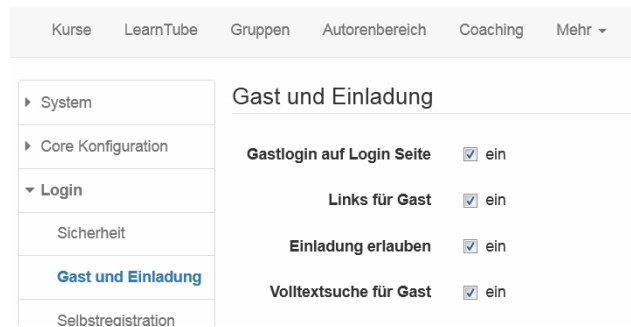 Kurse LearnTube Gruppen Autorenbereich Coaching Mehr
System
Core Konfiguration
Login
Sicherheit
Gast und Einladung
Selbstregistration
Gast und Einladung
Gastlogin auf Login Seite ein
Links für Gast ein
Einladung erlauben ein
Volltextsuche für Gast ein